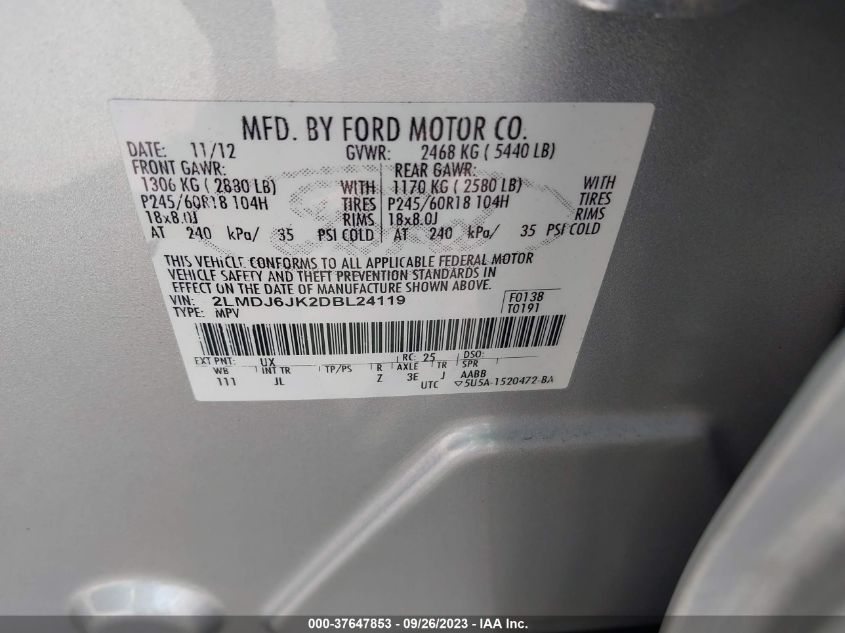 MFD. BY FORD MOTOR CO.
DATE: 11/12 GVWR: 2468 KG ( 5440 LB)
FRONT GAWR: REAR GAWR:
1306 KG ( 2880 LB) WITH 1170 KG ( 2580 LB) WITH
P245/60R18 104H TIRES P245/60R18 104H TIRES
18x8.0J RIMS 18x8.0J RIMS
AT 240 kPa/ 35 PSI COLD AT 240 kPa/ 35 PSI COLD
THIS VEHICLE CONFORMS TO ALL APPLICABLE FEDERAL MOTOR
VEHICLE SAFETY AND THEFT PREVENTION STANDARDS IN
EFFECT ON THE DATE OF MANUFACTURE SHOWN ABOVE.
VIN: 2LMDJ6JK2DBL24119 F0138
TYPE: MPV T0191
EXT PNT: UX RC: 25 DSO:
WB INT TR TP/PS R AXLE TR SPR
111 JL Z 3E J AABB
UTC ▽5U5A-1520472-BA
000-37647853 - 09/26/2023 - IAA Inc.